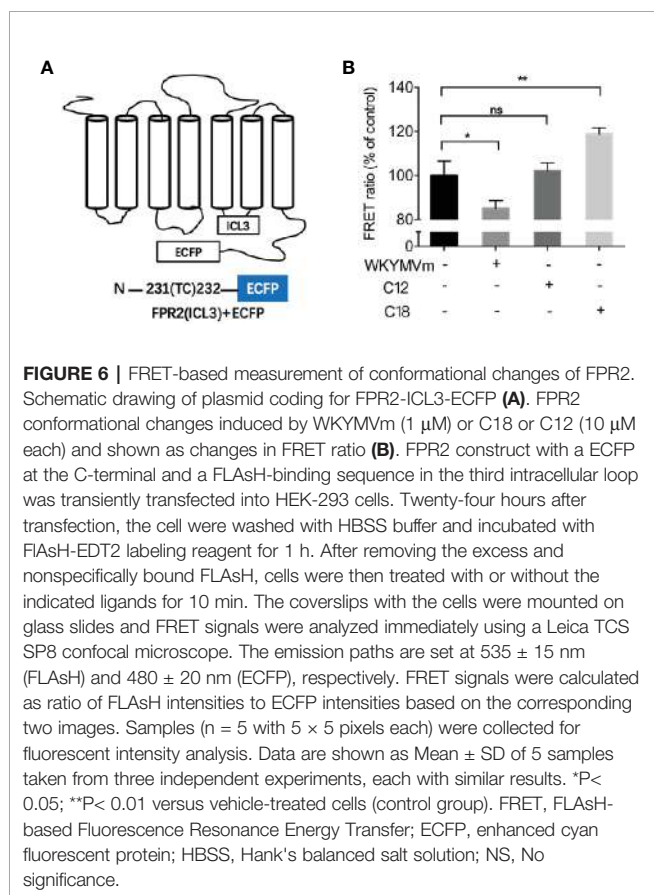 A
ICL3
ECFP
N — 231(TC)232— ECFP
FPR2(ICL3)+ECFP
B
FRET ratio (% of control)
140
120
100
80
0
**
ns
*
WKYMVm - + - -
C12 - - + -
C18 - - - +
FIGURE 6 | FRET-based measurement of conformational changes of FPR2.
Schematic drawing of plasmid coding for FPR2-ICL3-ECFP (A). FPR2
conformational changes induced by WKYMVm (1 μM) or C18 or C12 (10 μM
each) and shown as changes in FRET ratio (B). FPR2 construct with a ECFP
at the C-terminal and a FLAsH-binding sequence in the third intracellular loop
was transiently transfected into HEK-293 cells. Twenty-four hours after
transfection, the cell were washed with HBSS buffer and incubated with
FlAsH-EDT2 labeling reagent for 1 h. After removing the excess and
nonspecifically bound FLAsH, cells were then treated with or without the
indicated ligands for 10 min. The coverslips with the cells were mounted on
glass slides and FRET signals were analyzed immediately using a Leica TCS
SP8 confocal microscope. The emission paths are set at 535 ± 15 nm
(FLAsH) and 480 ± 20 nm (ECFP), respectively. FRET signals were calculated
as ratio of FLAsH intensities to ECFP intensities based on the corresponding
two images. Samples (n = 5 with 5 × 5 pixels each) were collected for
fluorescent intensity analysis. Data are shown as Mean ± SD of 5 samples
taken from three independent experiments, each with similar results. *P<
0.05; **P< 0.01 versus vehicle-treated cells (control group). FRET, FLAsH-
based Fluorescence Resonance Energy Transfer; ECFP, enhanced cyan
fluorescent protein; HBSS, Hank's balanced salt solution; NS, No
significance.